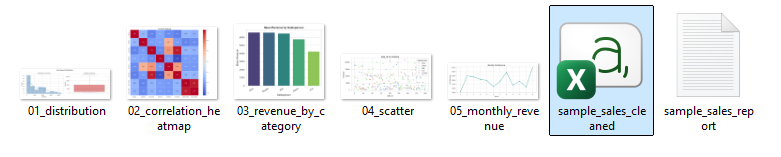 a,
X
01_distribution
02_correlation_he
atmap
03_revenue_by_c
ategory
04_scatter
05_monthly_reve
nue
sample_sales_cle
aned
sample_sales_rep
ort